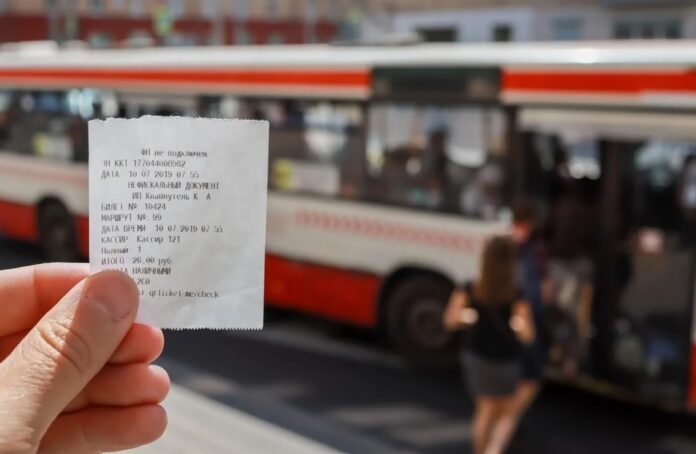 ФН не подключен
ЗН ККТ 177044008962
ДАТА 10 07 2019 07 55
НЕФИСКАЛЬНЫЙ ДОКУМЕНТ
ИП Кнапнугель К А
БИЛЕТ № 10424
МАРШРУТ № 99
ДАТА ВРЕМЯ 10 07 2019 07 55
КАССИР Кассир 121
Полный 1
ИТОГО 26,00 руб
НАЛИЧНЫМИ
qrticket me/check